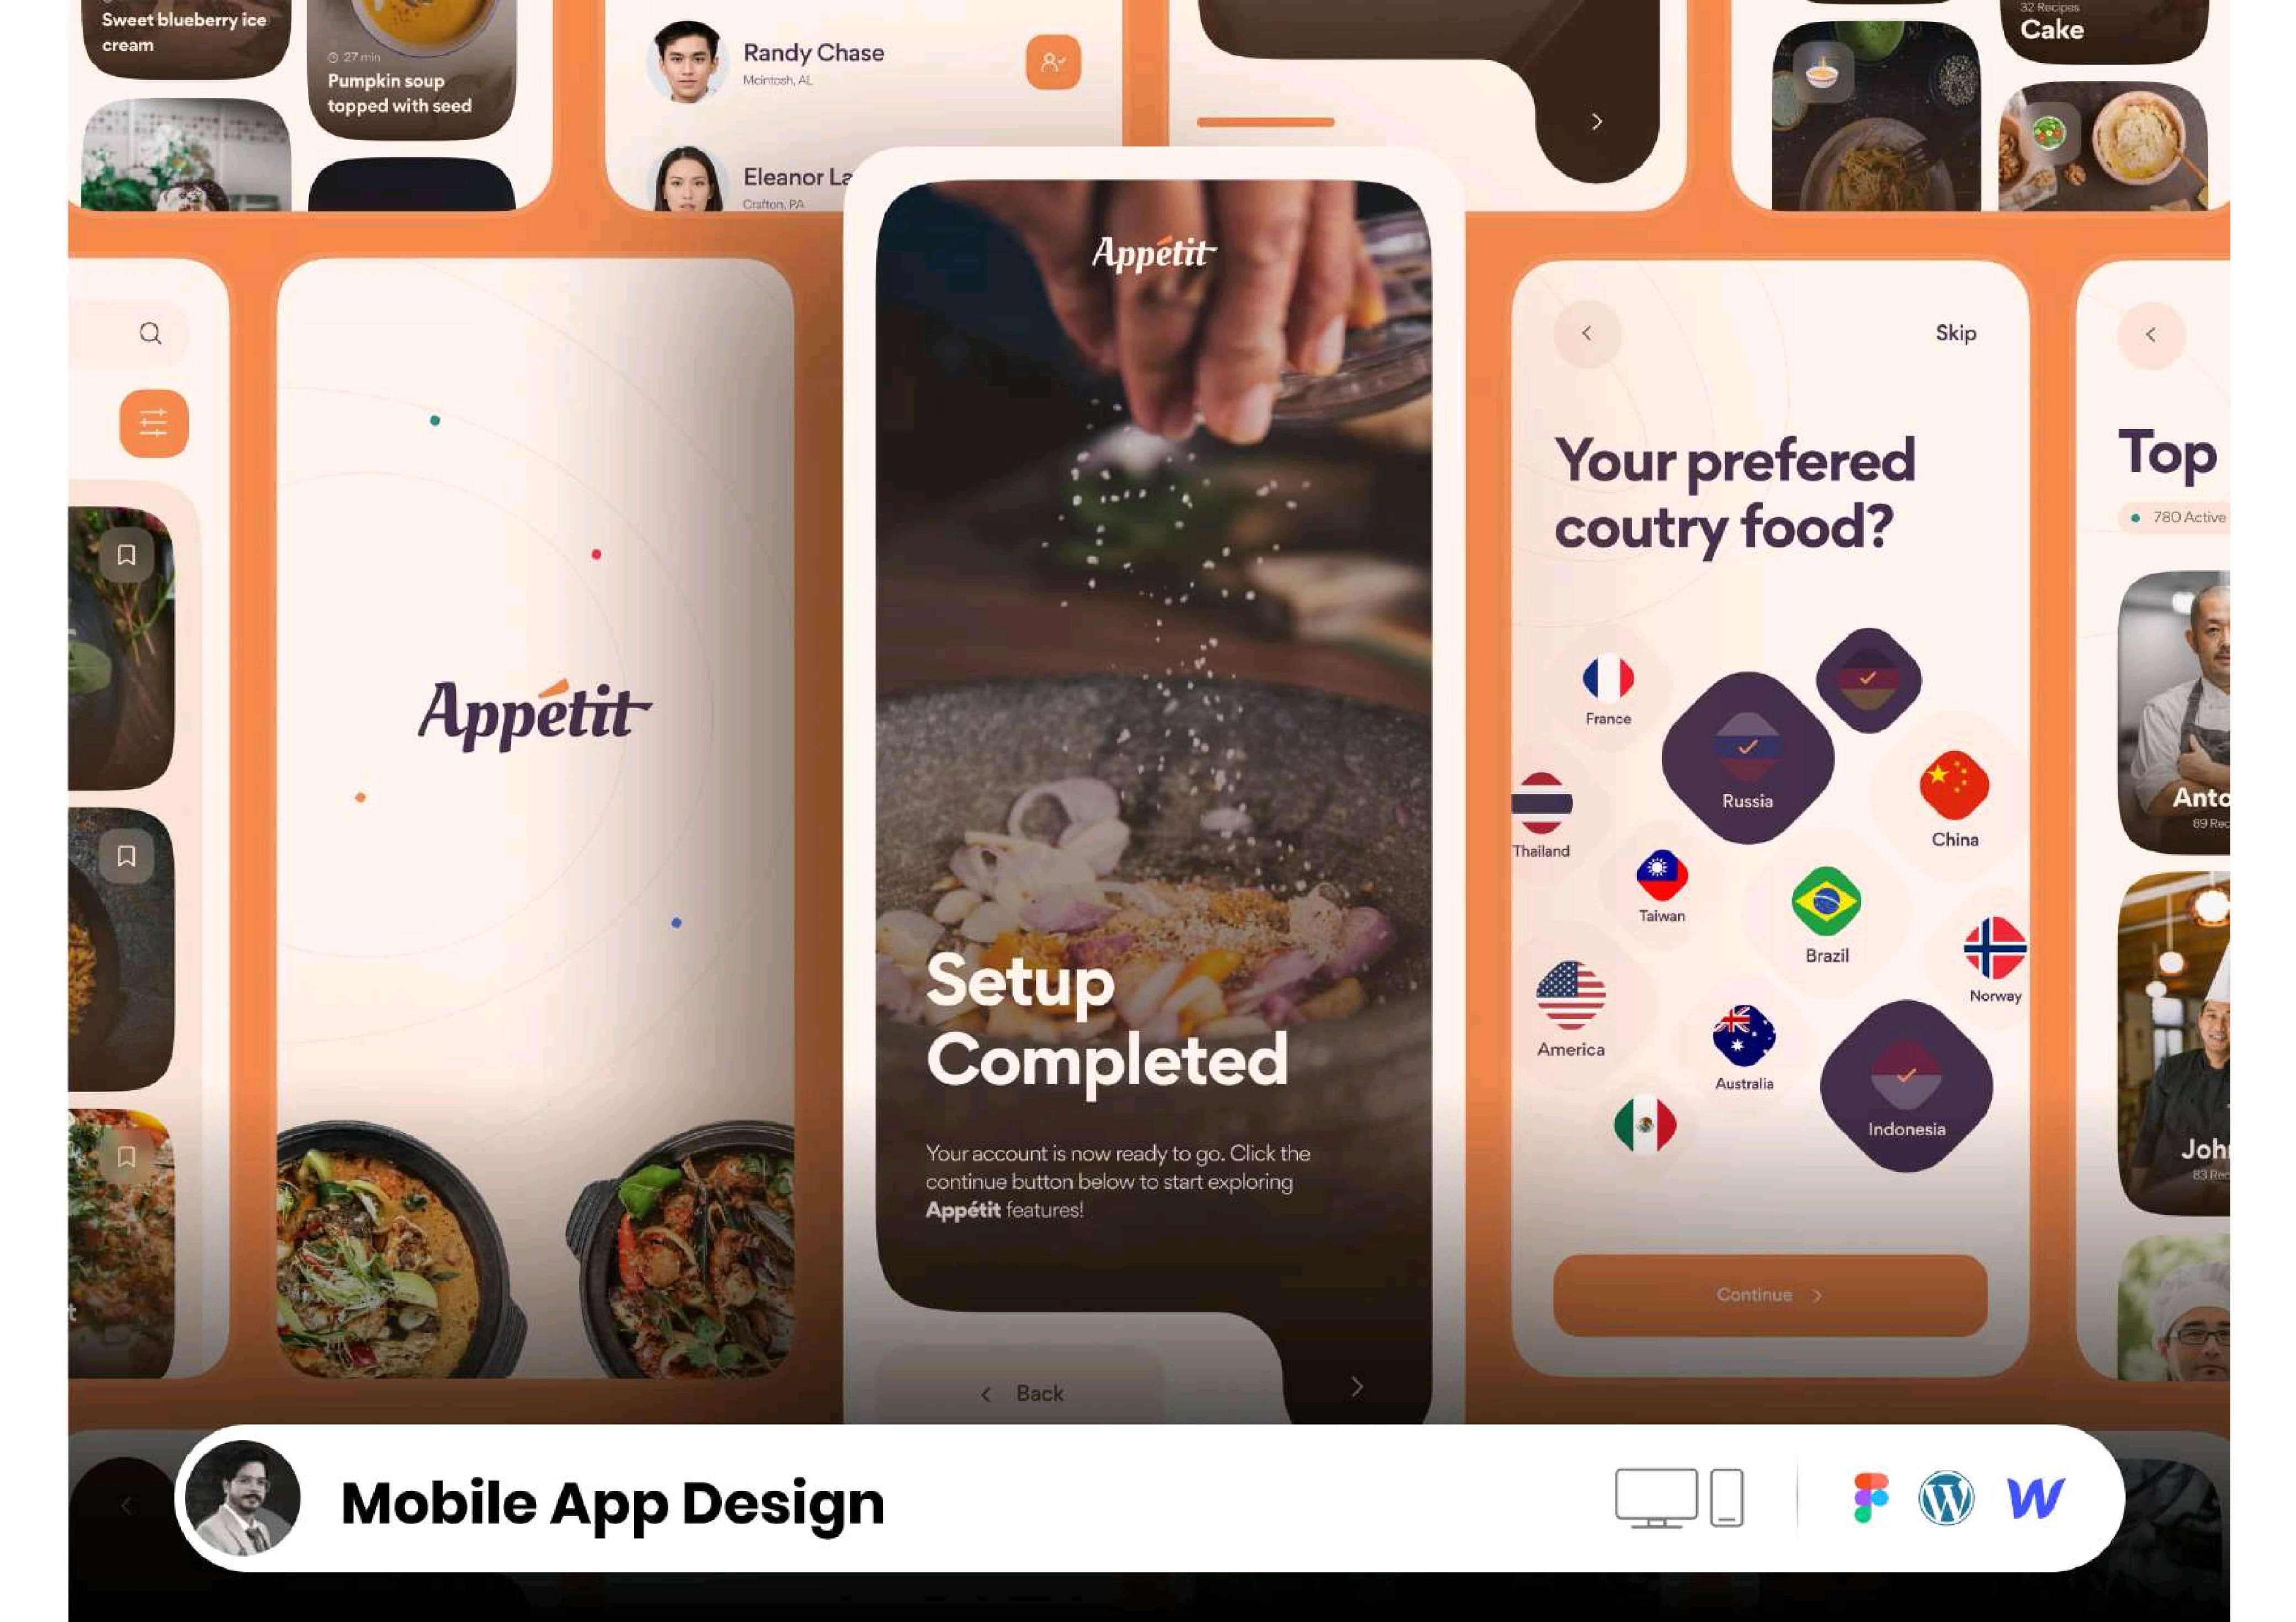 Sweet blueberry ice
cream
27 min
Pumpkin soup
topped with seed
Randy Chase
Mcintosh, AL
Eleanor La
Crafton, PA
32 Recipes
Cake
Appétit
Appétit
Setup
Completed
Your account is now ready to go. Click the
continue button below to start exploring
Appétit features!
Back
Skip
Your prefered
coutry food?
France
Russia
Thailand
China
Taiwan
Brazil
Norway
America
Australia
Indonesia
Continue
Top
780 Active
Anto
89 Rec
John
83 Rec
t
Mobile App Design